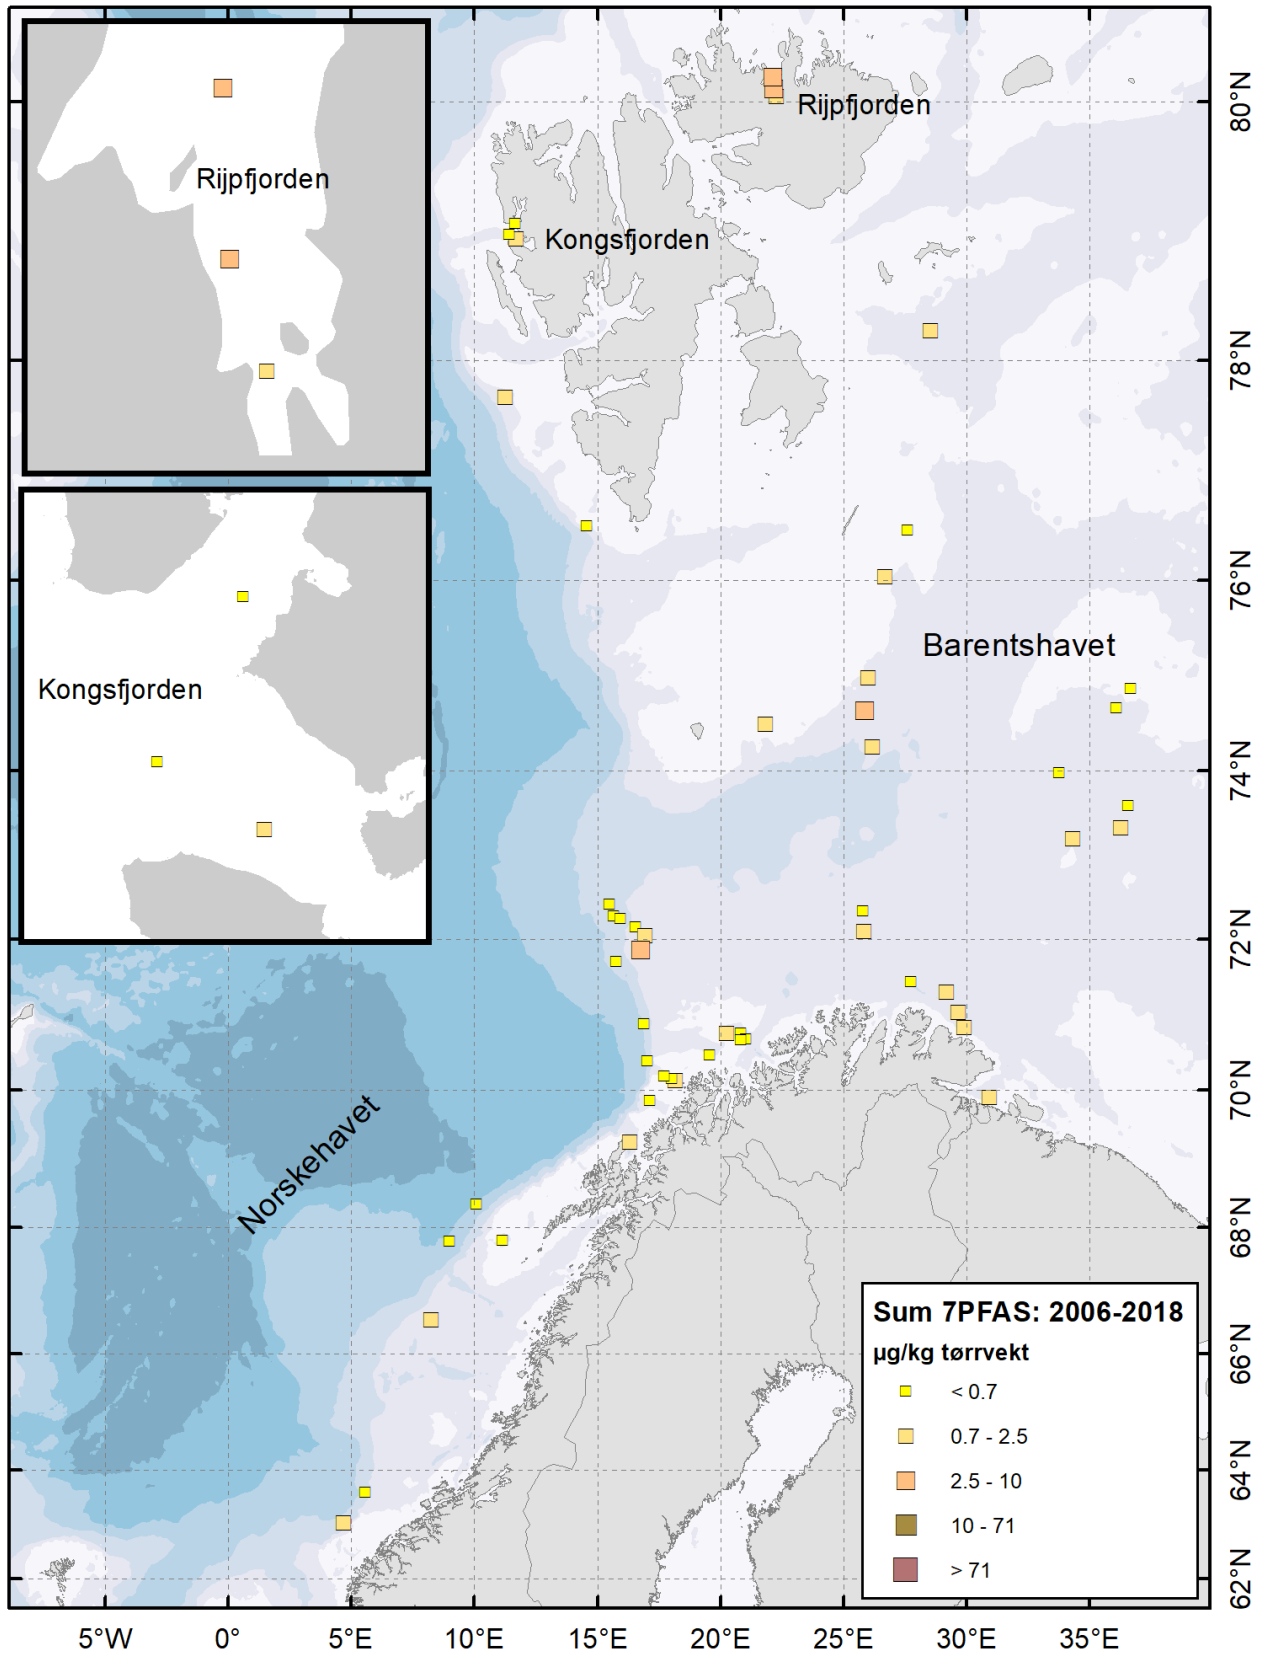 Rijpfjorden
Kongsfjorden
Rijpfjorden
Kongsfjorden
Barentshavet
Norskehavet
80°N
78°N
76°N
74°N
72°N
70°N
68°N
66°N
64°N
62°N
Sum 7PFAS: 2006-2018
µg/kg tørrvekt
< 0.7
0.7 - 2.5
2.5 - 10
10 - 71
> 71
5°W 0° 5°E 10°E 15°E 20°E 25°E 30°E 35°E